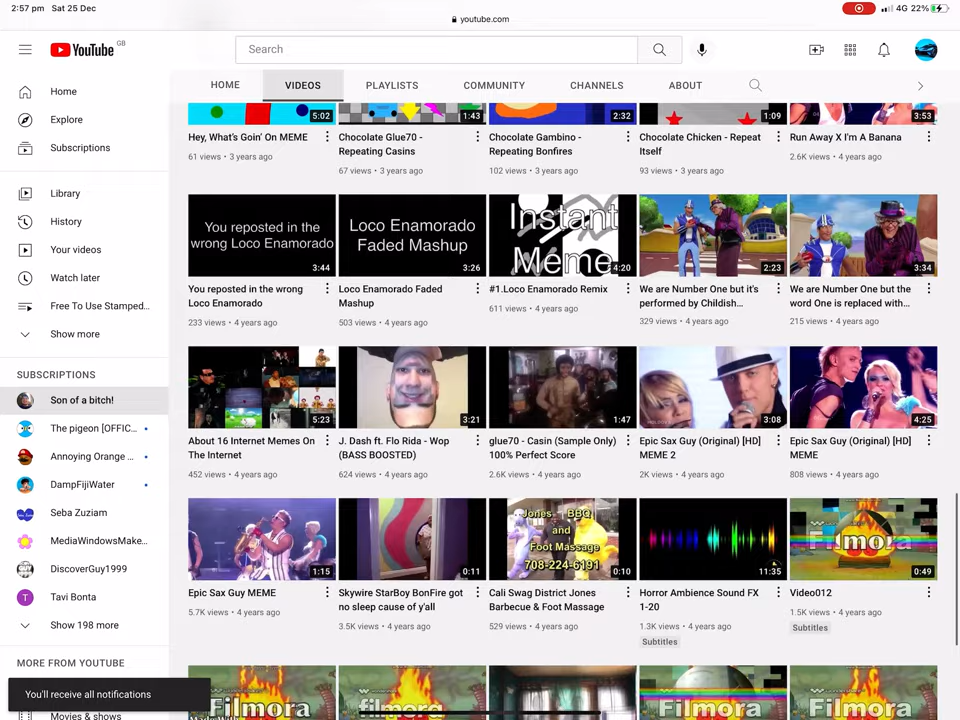 2:57 pm Sat 25 Dec
4G 22%
youtube.com
YouTube GB
Search
HOME VIDEOS PLAYLISTS COMMUNITY CHANNELS ABOUT
Home
Explore
Subscriptions
Library
History
Your videos
Watch later
Free To Use Stamped...
Show more
SUBSCRIPTIONS
Son of a bitch!
The pigeon [OFFIC...
Annoying Orange ...
DampFijiWater
Seba Zuziam
MediaWindowsMake...
DiscoverGuy1999
Tavi Bonta
Show 198 more
MORE FROM YOUTUBE
You'll receive all notifications
Movies & shows
5:02
1:43
2:32
1:09
3:53
Hey, What's Goin' On MEME
61 views • 3 years ago
Chocolate Glue70 -
Repeating Casins
67 views • 3 years ago
Chocolate Gambino -
Repeating Bonfires
102 views • 3 years ago
Chocolate Chicken - Repeat
Itself
93 views • 3 years ago
Run Away X I'm A Banana
2.6K views • 4 years ago
You reposted in the
wrong Loco Enamorado
3:44
Loco Enamorado
Faded Mashup
3:26
Instant
Meme
4:20
2:23
3:34
You reposted in the wrong
Loco Enamorado
233 views • 4 years ago
Loco Enamorado Faded
Mashup
503 views • 4 years ago
#1.Loco Enamorado Remix
611 views • 4 years ago
We are Number One but it's
performed by Childish...
329 views • 4 years ago
We are Number One but the
word One is replaced with...
215 views • 4 years ago
5:23
3:21
1:47
3:08
4:25
About 16 Internet Memes On
The Internet
452 views • 4 years ago
J. Dash ft. Flo Rida - Wop
(BASS BOOSTED)
624 views • 4 years ago
glue70 - Casin (Sample Only)
100% Perfect Score
2.6K views • 4 years ago
Epic Sax Guy (Original) [HD]
MEME 2
2K views • 4 years ago
Epic Sax Guy (Original) [HD]
MEME
808 views • 4 years ago
1:15
0:11
Jones BBQ
and
Foot Massage
708-224-6191
0:10
11:35
Filmora
0:49
Epic Sax Guy MEME
5.7K views • 4 years ago
Skywire StarBoy BonFire got
no sleep cause of y'all
3.5K views • 4 years ago
Cali Swag District Jones
Barbecue & Foot Massage
529 views • 4 years ago
Horror Ambience Sound FX
1-20
1.3K views • 4 years ago
Subtitles
Video012
1.5K views • 4 years ago
Subtitles
Filmora
filmora
Filmora
Filmora